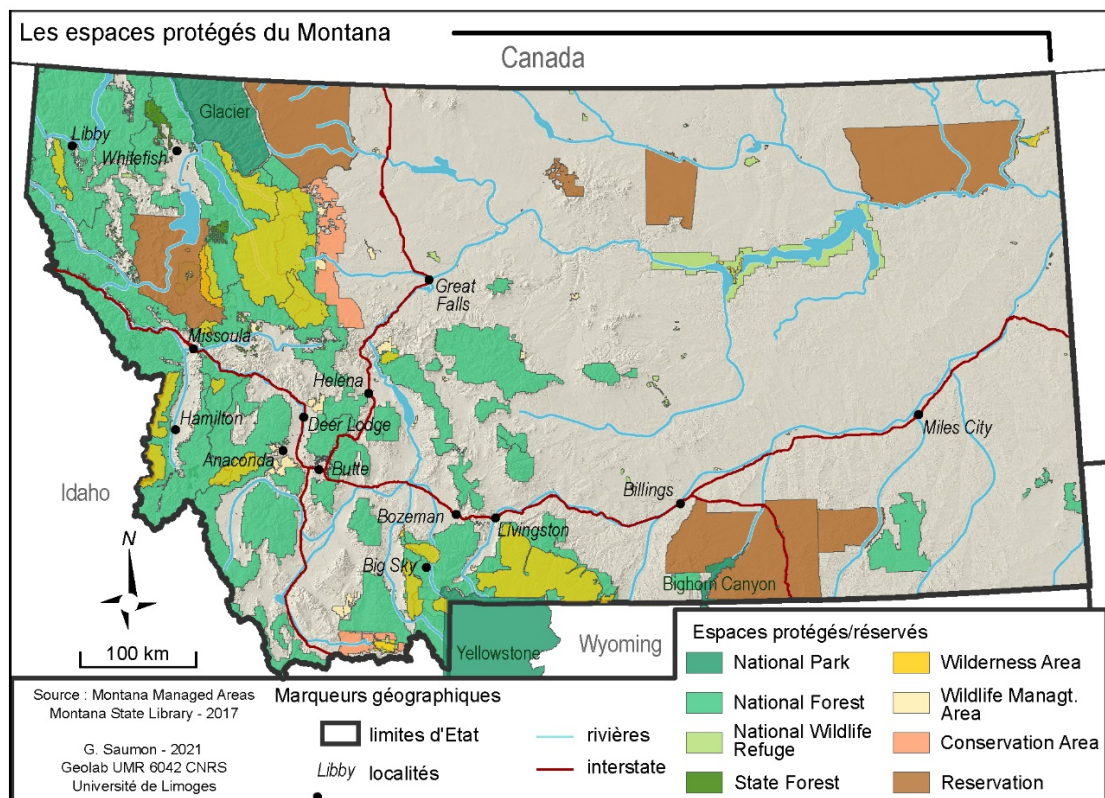 Les espaces protégés du Montana
Canada
Glacier
Libby
Whitefish
Great
Falls
Missoula
Helena
Hamilton
Deer Lodge
Miles City
Anaconda
Butte
Idaho
Billings
Bozeman
Livingston
N
Big Sky
Bighorn Canyon
100 km
Yellowstone
Wyoming
Espaces protégés/réservés
National Park
National Forest
National Wildlife
Refuge
State Forest
Wilderness Area
Wildlife Managt.
Area
Conservation Area
Reservation
Source : Montana Managed Areas
Montana State Library - 2017
G. Saumon - 2021
Geolab UMR 6042 CNRS
Université de Limoges
Marqueurs géographiques
limites d'Etat
Libby
localités
rivières
interstate